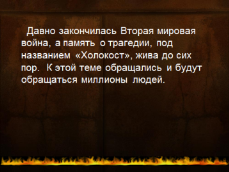 Давно закончилась Вторая мировая
война, а память о трагедии, под
названием «Холокост», жива до сих
пор. К этой теме обращались и будут
обращаться миллионы людей.